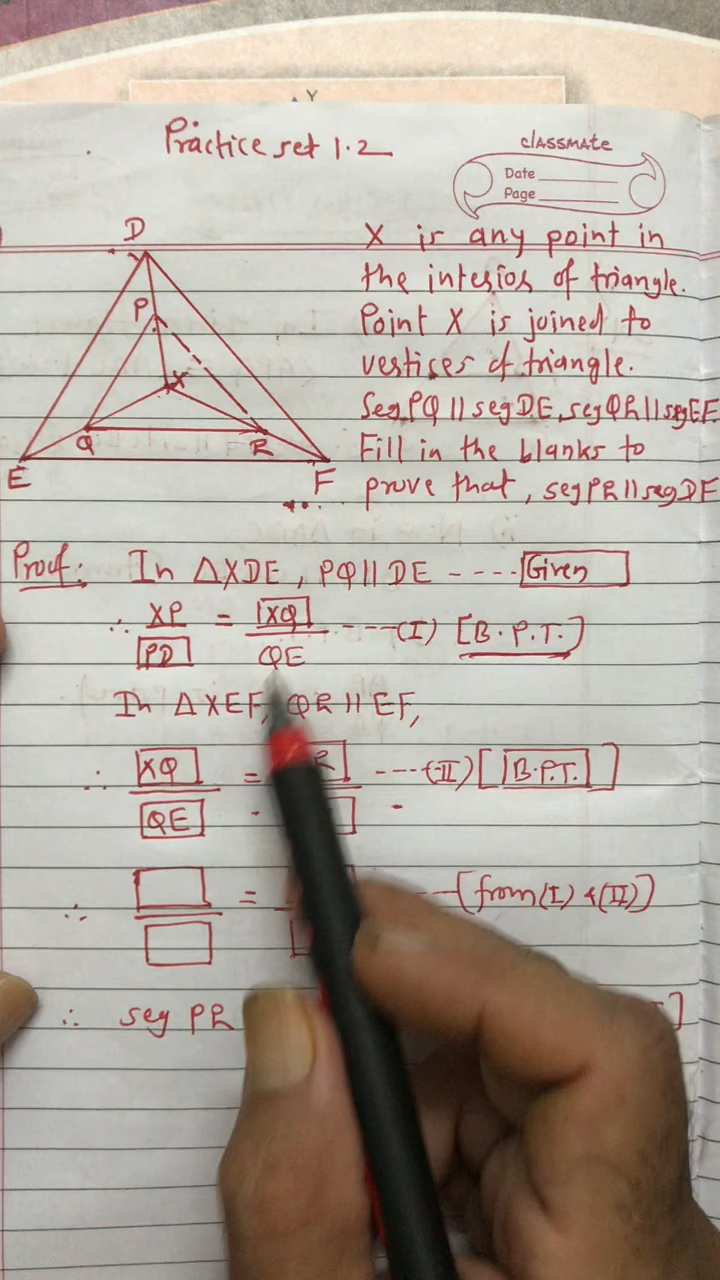 Y
Practice set 1.2
classmate
Date
Page
D
P
X
Q
R
E
F
X is any point in
the interior of triangle.
Point X is joined to
vertices of triangle.
Seg PQ || seg DE, seg QR || seg EF
Fill in the blanks to
prove that, seg PR || seg DF
Proof: In ΔXDE, PQ || DE ---- Given
∴ XP/PD = XQ/QE ---- (I) [B.P.T.]
In ΔXEF, QR || EF,
∴ XQ/QE = R ---- (II) [B.P.T.]
∴ = (from (I) & (II))
∴ seg PR